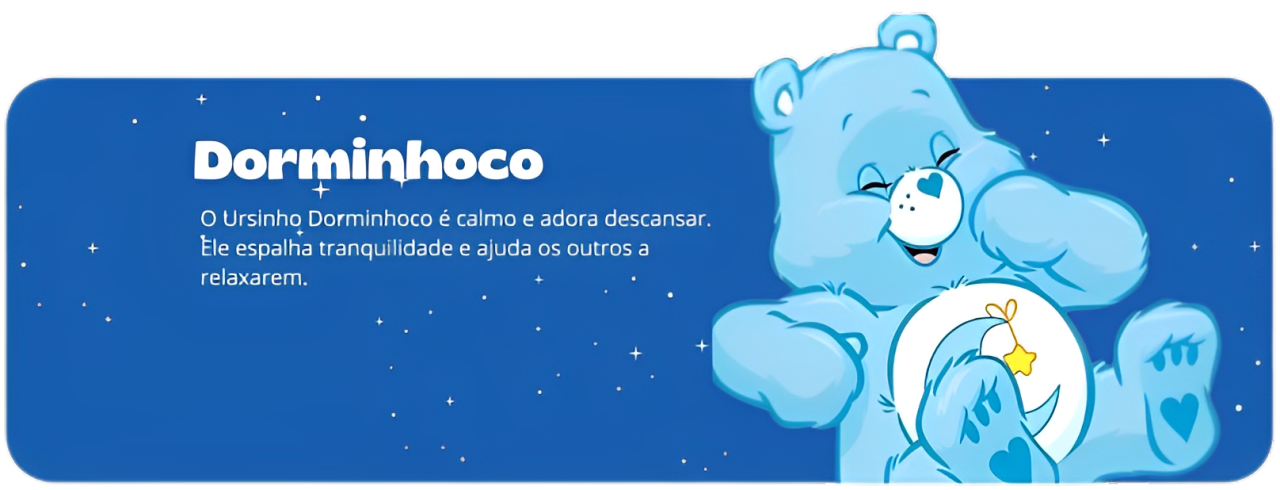 Dorminhoco
O Ursinho Dorminhoco é calmo e adora descansar.
Ele espalha tranquilidade e ajuda os outros a
relaxarem.